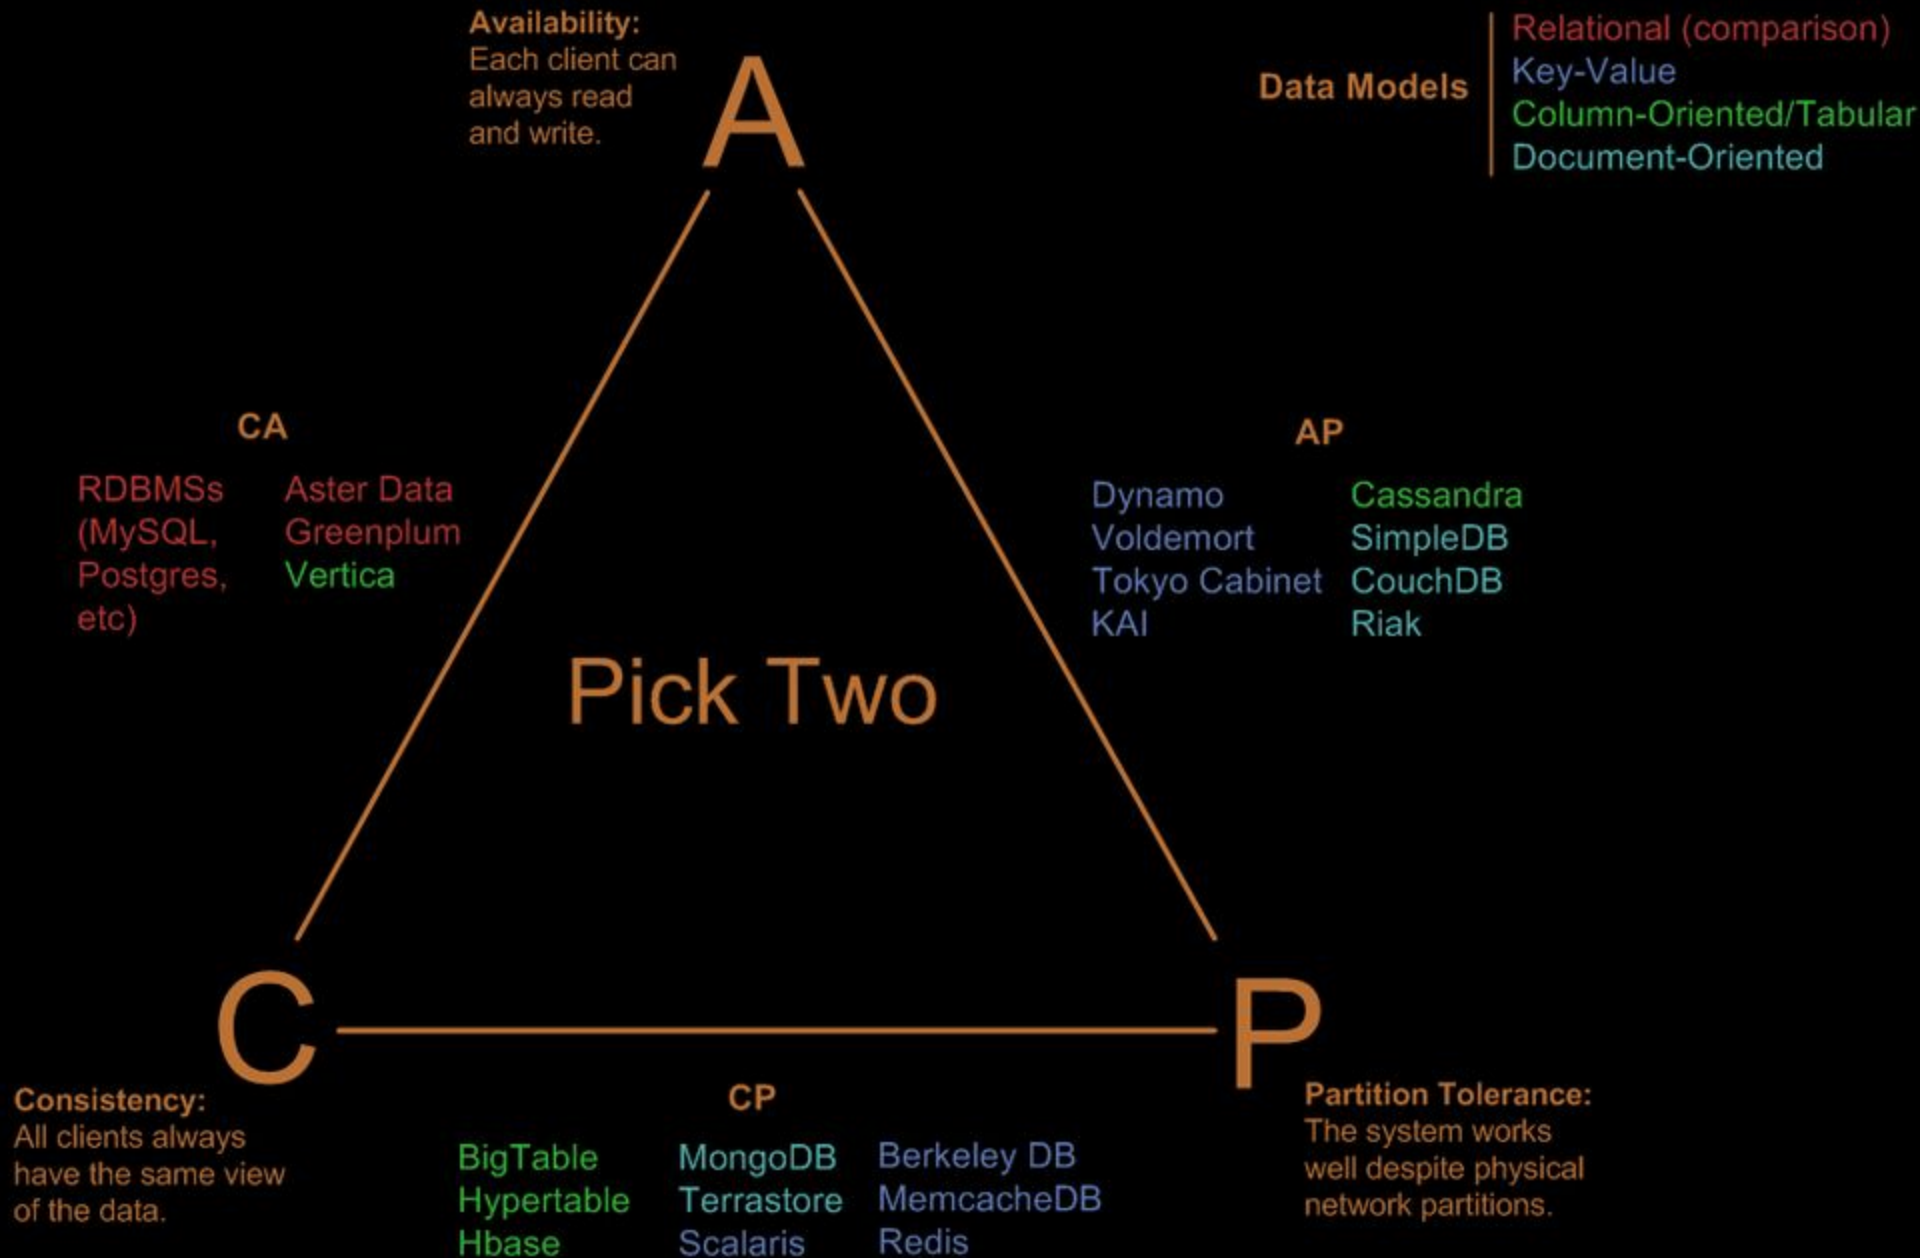 Availability:
Each client can
always read
and write.
A
Data Models
Relational (comparison)
Key-Value
Column-Oriented/Tabular
Document-Oriented
CA
RDBMSs
(MySQL,
Postgres,
etc)
Aster Data
Greenplum
Vertica
AP
Dynamo
Voldemort
Tokyo Cabinet
KAI
Cassandra
SimpleDB
CouchDB
Riak
Pick Two
C
Consistency:
All clients always
have the same view
of the data.
P
Partition Tolerance:
The system works
well despite physical
network partitions.
CP
BigTable
Hypertable
Hbase
MongoDB
Terrastore
Scalaris
Berkeley DB
MemcacheDB
Redis